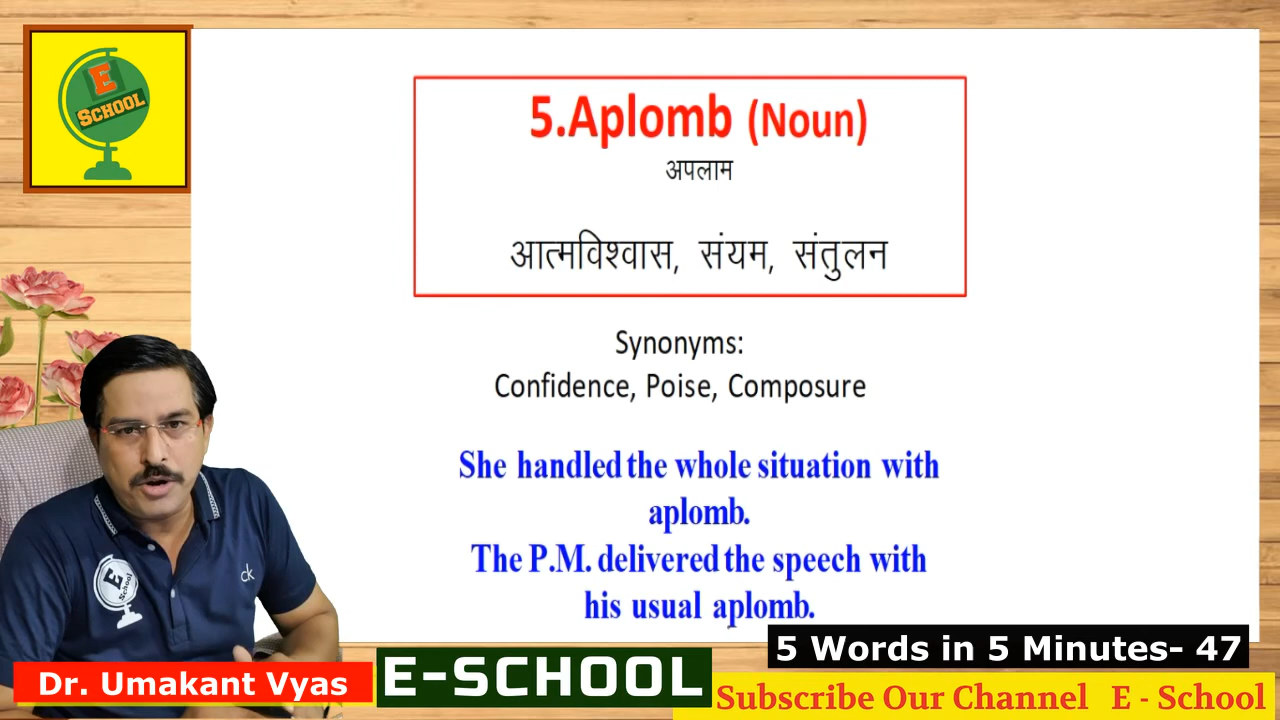 E
SCHOOL
5.Aplomb (Noun)
अपलाम
आत्मविश्वास, संयम, संतुलन
Synonyms:
Confidence, Poise, Composure
She handled the whole situation with
aplomb.
The P.M. delivered the speech with
his usual aplomb.
E
School
ck
5 Words in 5 Minutes- 47
Dr. Umakant Vyas
E-SCHOOL
Subscribe Our Channel E - School